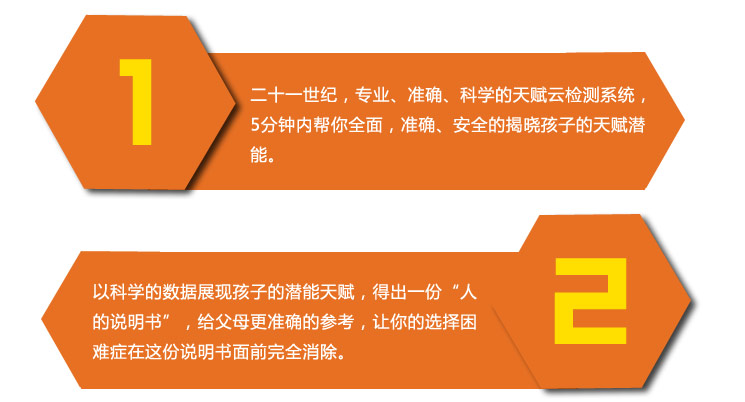 1
二十一世纪，专业、准确、科学的天赋云检测系统，
5分钟内帮你全面，准确、安全的揭晓孩子的天赋潜
能。
2
以科学的数据展现孩子的潜能天赋，得出一份“人
的说明书”，给父母更准确的参考，让你的选择困
难症在这份说明书面前完全消除。